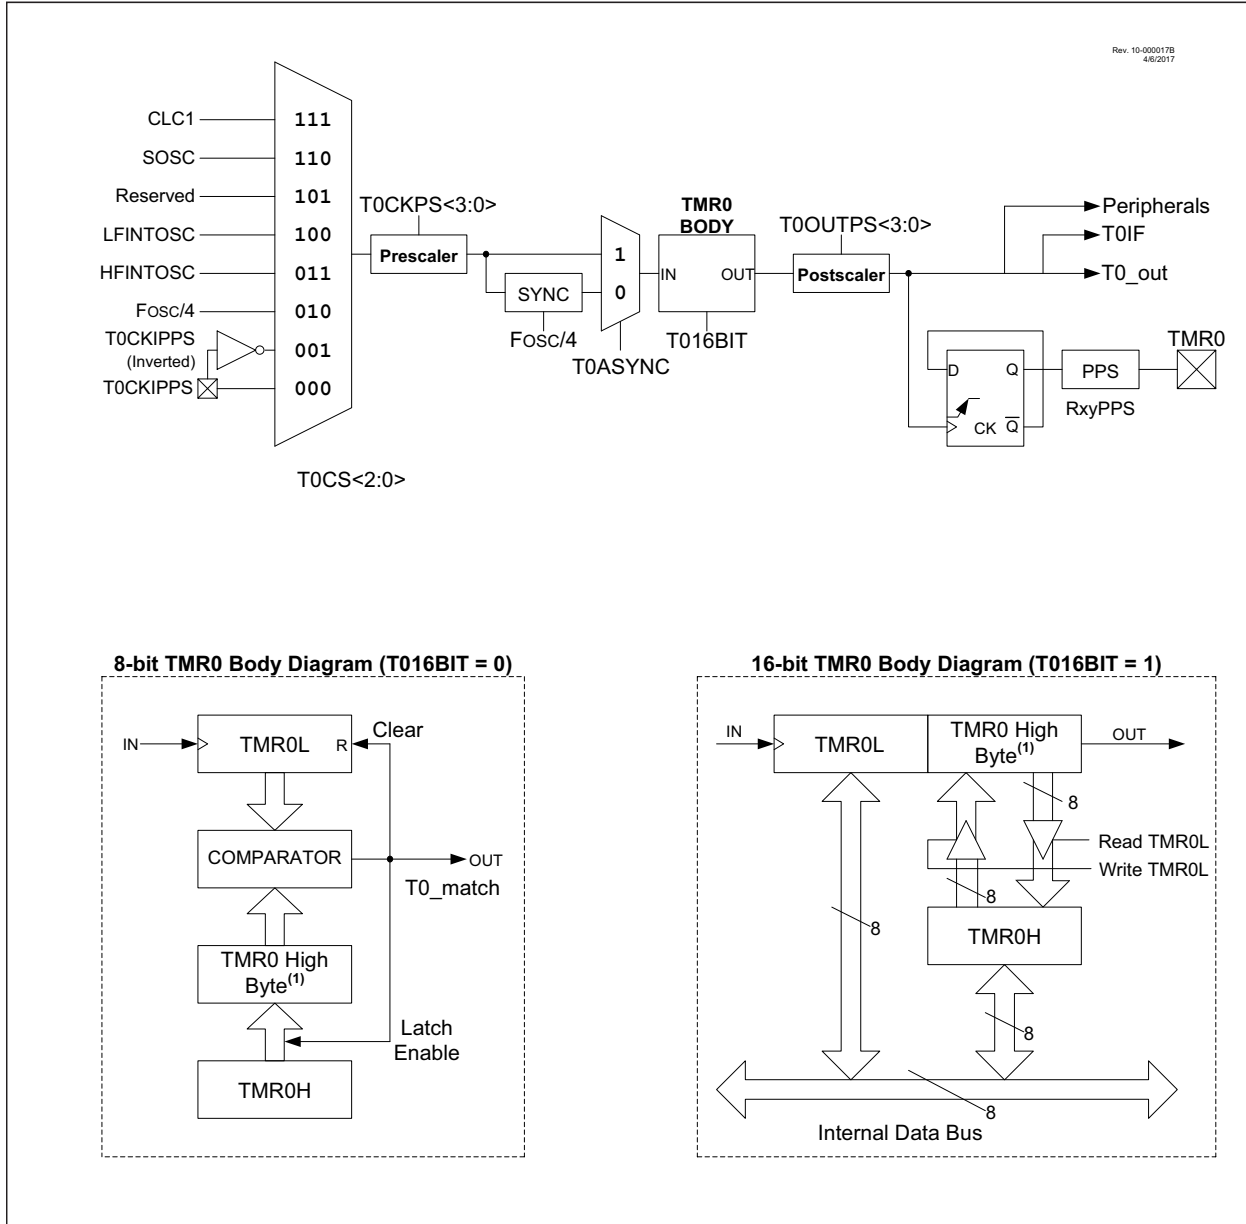 Rev. 10-000017B
4/6/2017
CLC1
111
SOSC
110
Reserved
101
LFINTOSC
100
HFINTOSC
011
FOSC/4
010
T0CKIPPS
(Inverted)
001
T0CKIPPS
000
T0CS<2:0>
T0CKPS<3:0>
Prescaler
SYNC
FOSC/4
1
0
T0ASYNC
TMR0
BODY
IN
OUT
T016BIT
T0OUTPS<3:0>
Postscaler
Peripherals
T0IF
T0_out
D
Q
CK
Q̅
PPS
RxyPPS
TMR0
8-bit TMR0 Body Diagram (T016BIT = 0)
IN
TMR0L
R
Clear
COMPARATOR
OUT
T0_match
TMR0 High
Byte(1)
Latch
Enable
TMR0H
16-bit TMR0 Body Diagram (T016BIT = 1)
IN
TMR0L
TMR0 High
Byte(1)
OUT
8
Read TMR0L
Write TMR0L
8
8
TMR0H
8
8
Internal Data Bus